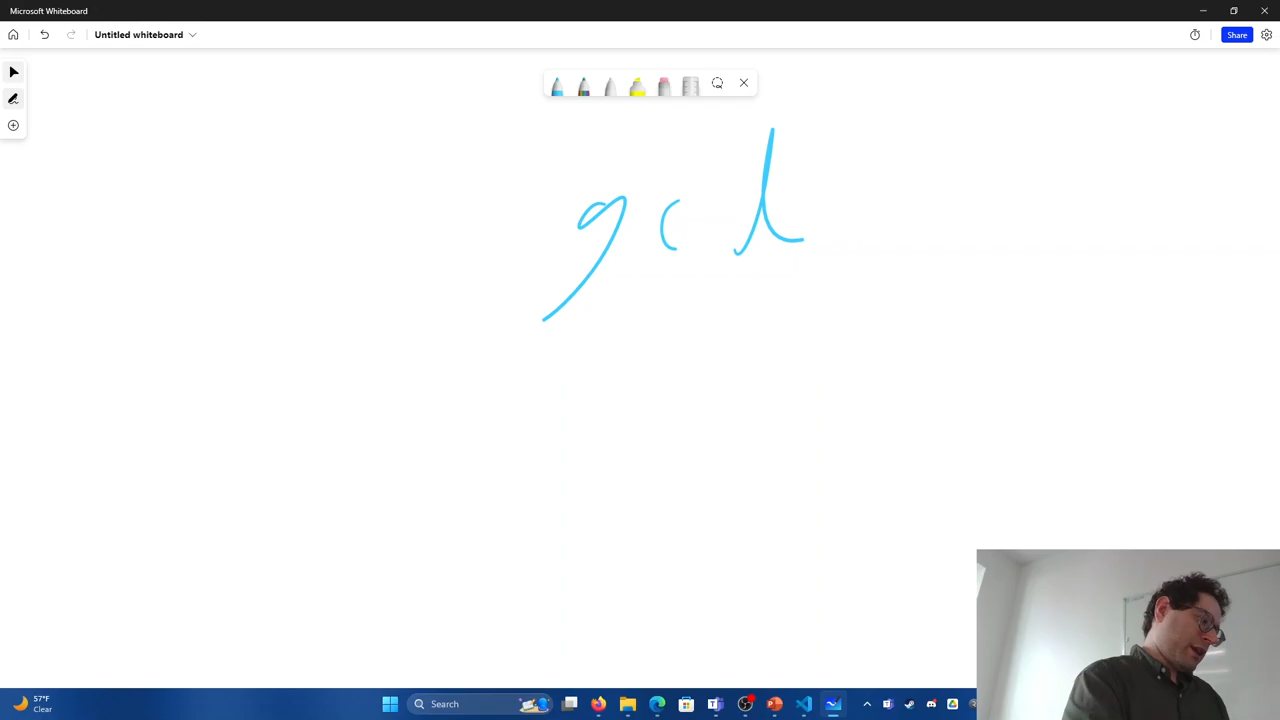 Microsoft Whiteboard
Untitled whiteboard
Share
gcd
57°F
Clear
Search